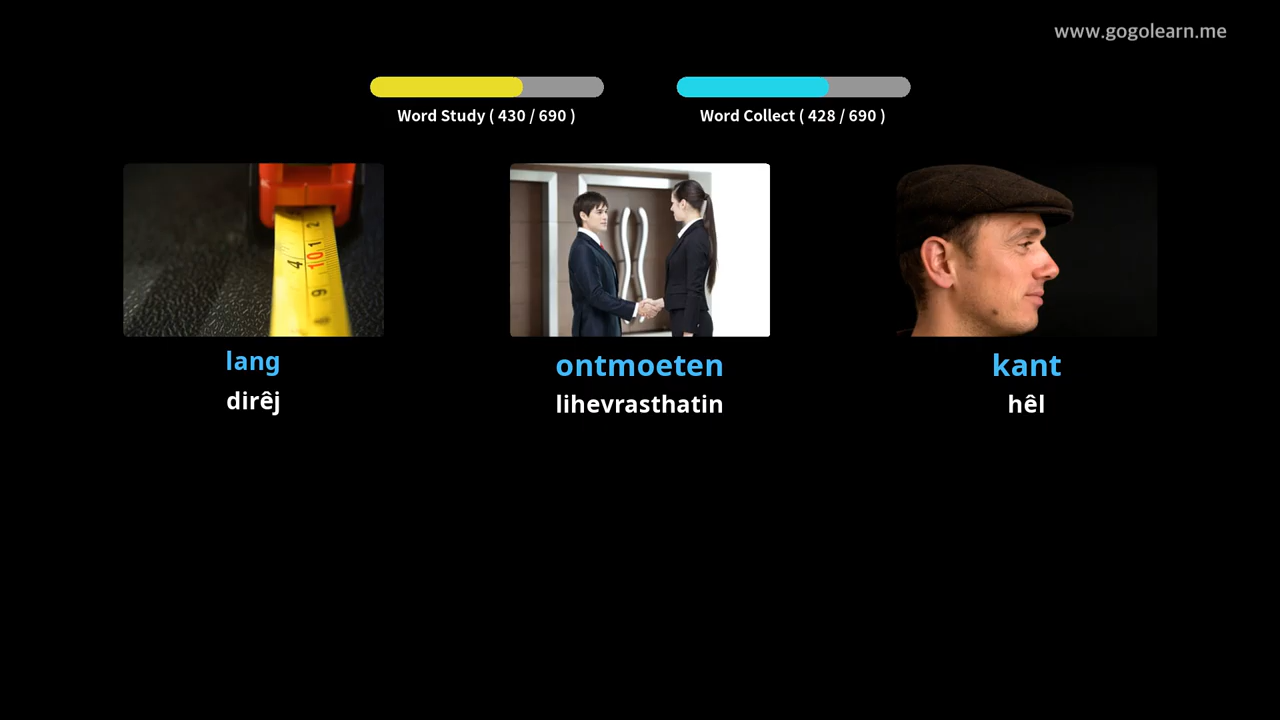 www.gogolearn.me
Word Study ( 430 / 690 )
Word Collect ( 428 / 690 )
lang
dirêj
ontmoeten
lihevrasthatin
kant
hêl